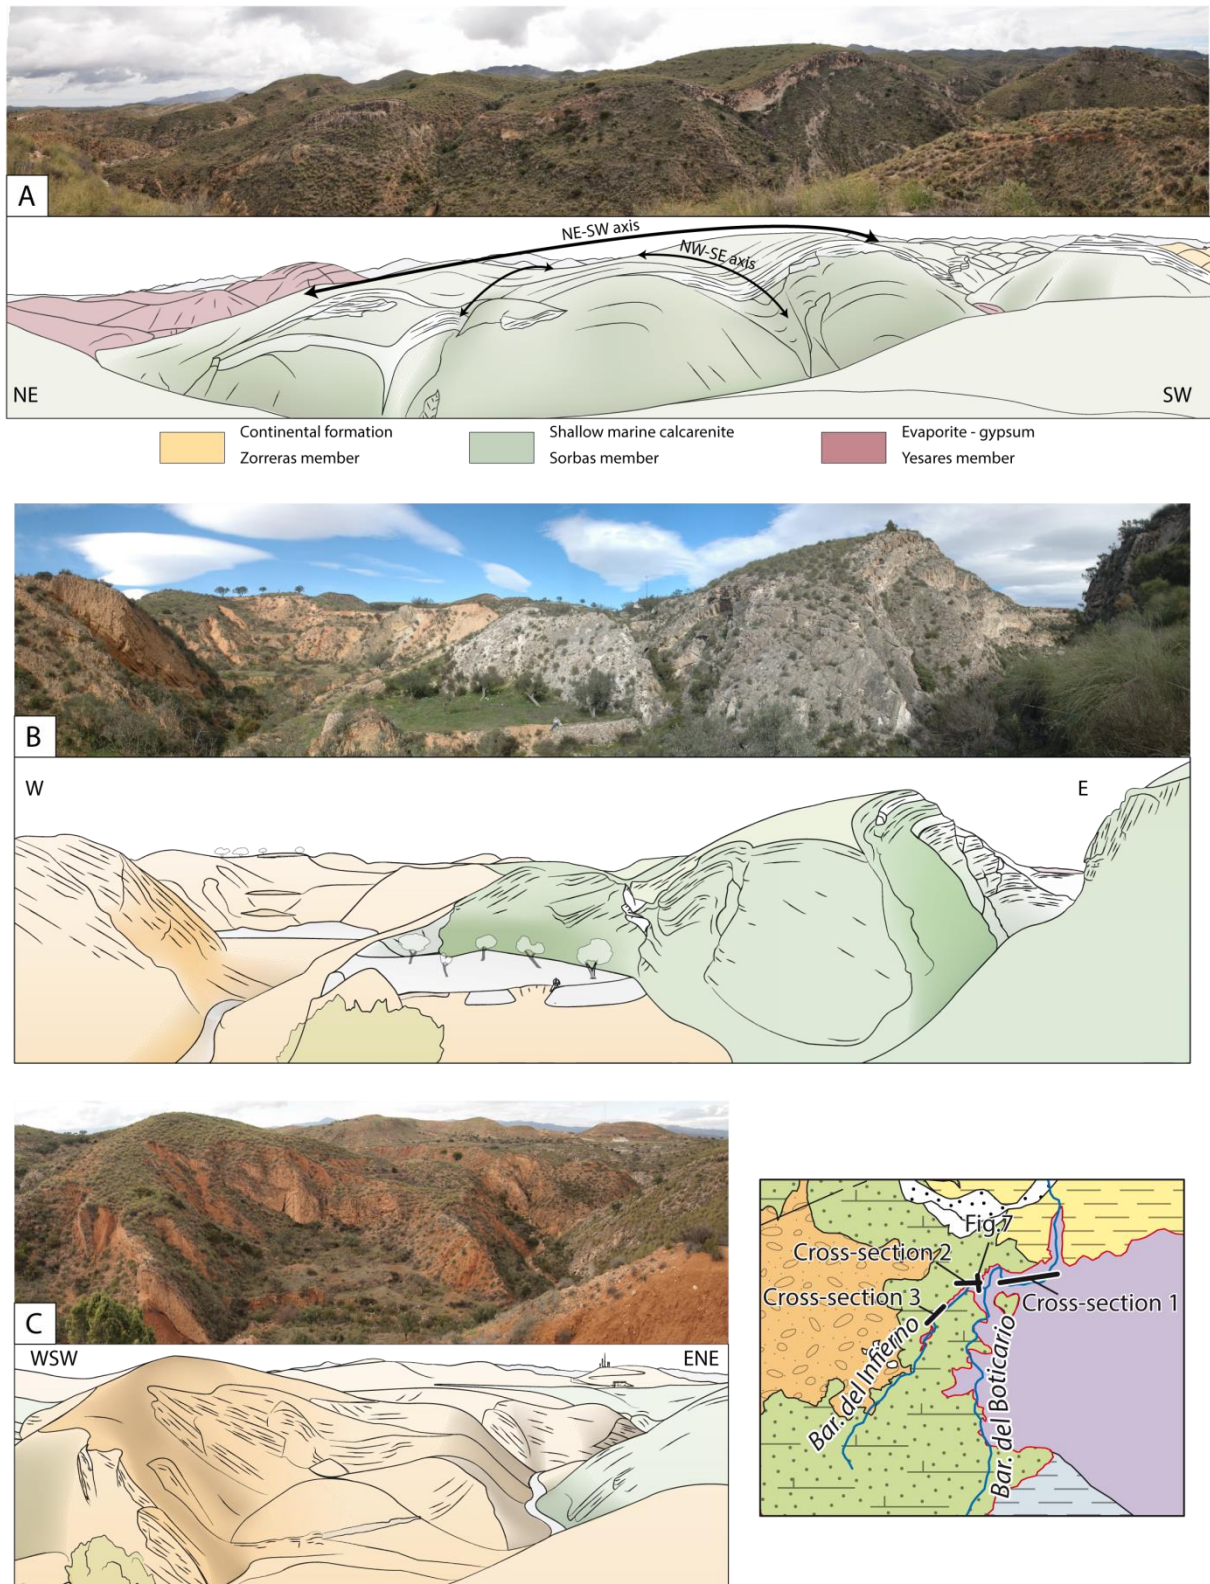 A
NE-SW axis
NW-SE axis
NE
SW
Continental formation
Zorreras member
Shallow marine calcarenite
Sorbas member
Evaporite - gypsum
Yesares member
B
W
E
C
WSW
ENE
Fig.7
Cross-section 2
Cross-section 3
Cross-section 1
Bar. del Infierno
Bar. del Boticario